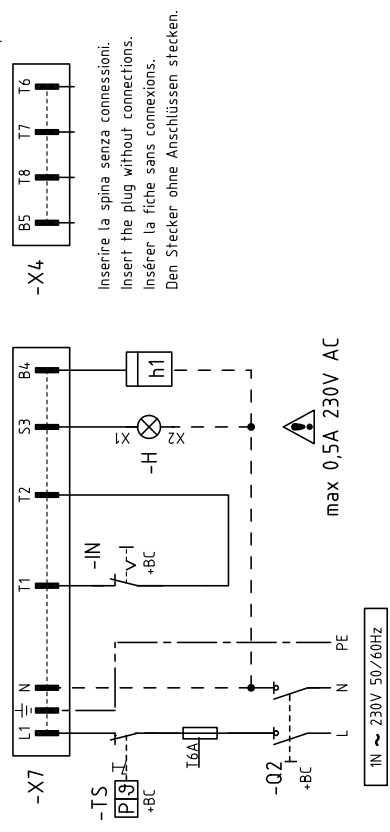 -X7
L1
N
T1
T2
S3
B4
-X4
B5
T8
T7
T6
Inserire la spina senza connessioni.
Insert the plug without connections.
Insérer la fiche sans connexions.
Den Stecker ohne Anschlüssen stecken.
-TS
P
ϑ
+BC
T6A
-Q2
+BC
-IN
+BC
-H
X1
X2
h1
max 0,5A 230V AC
L
N
PE
1N ~ 230V 50/60Hz